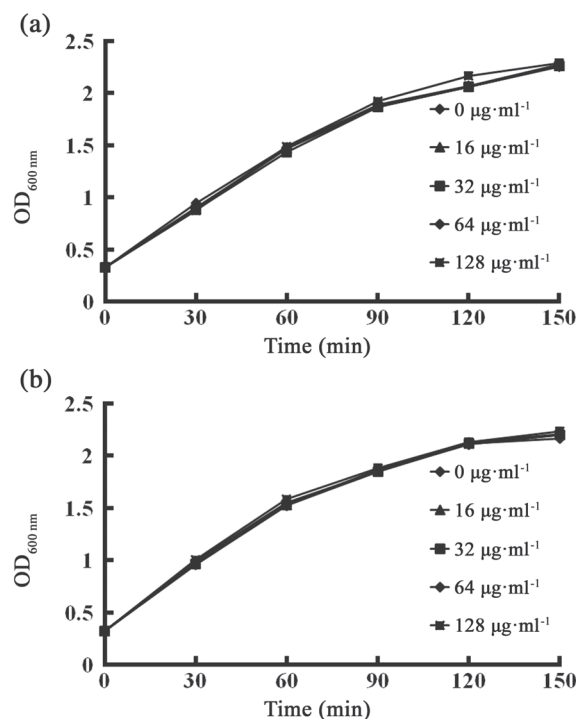 (a)
2.5
2
1.5
1
0.5
0
OD600 nm
0 μg·ml-1
16 μg·ml-1
32 μg·ml-1
64 μg·ml-1
128 μg·ml-1
0 30 60 90 120 150
Time (min)
(b)
2.5
2
1.5
1
0.5
0
OD600 nm
0 μg·ml-1
16 μg·ml-1
32 μg·ml-1
64 μg·ml-1
128 μg·ml-1
0 30 60 90 120 150
Time (min)